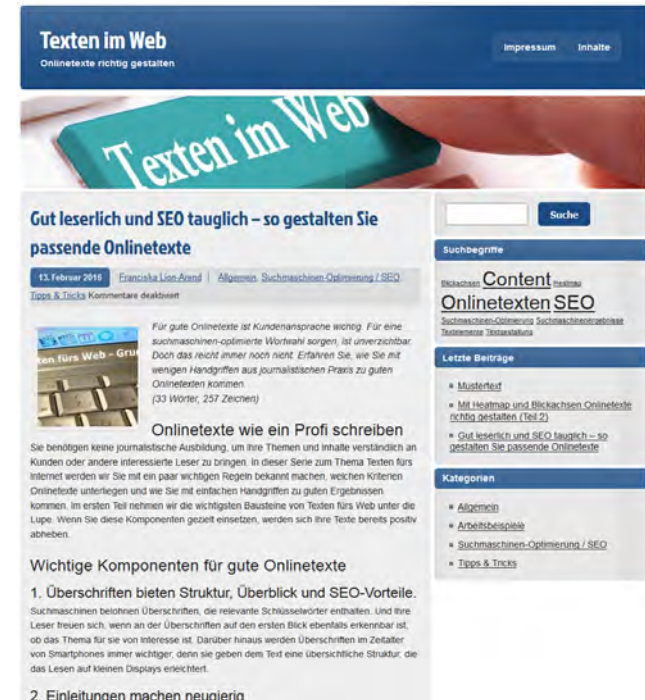 Texten im Web
Onlinetexte richtig gestalten
Impressum Inhalte
Texten im Web
Gut leserlich und SEO tauglich – so gestalten Sie
passende Onlinetexte
13. Februar 2016 Franciska Lion-Arend | Allgemein, Suchmaschinen-Optimierung / SEO,
Tipps & Tricks Kommentare deaktiviert
ten fürs Web - Gru
Für gute Onlinetexte ist Kundenansprache wichtig. Für eine
suchmaschinen-optimierte Wortwahl sorgen, ist unverzichtbar.
Doch das reicht immer noch nicht. Erfahren Sie, wie Sie mit
wenigen Handgriffen aus journalistischen Praxis zu guten
Onlinetexten kommen.
(33 Wörter, 257 Zeichen)
Onlinetexte wie ein Profi schreiben
Sie benötigen keine journalistische Ausbildung, um Ihre Themen und Inhalte verständlich an
Kunden oder andere interessierte Leser zu bringen. In dieser Serie zum Thema Texten fürs
Internet werden wir Sie mit ein paar wichtigen Regeln bekannt machen, welchen Kriterien
Onlinetexte unterliegen und wie Sie mit einfachen Handgriffen zu guten Ergebnissen
kommen. Im ersten Teil nehmen wir die wichtigsten Bausteine von Texten fürs Web unter die
Lupe. Wenn Sie diese Komponenten gezielt einsetzen, werden sich Ihre Texte bereits positiv
abheben.
Wichtige Komponenten für gute Onlinetexte
1. Überschriften bieten Struktur, Überblick und SEO-Vorteile.
Suchmaschinen belohnen Überschriften, die relevante Schlüsselwörter enthalten. Und Ihre
Leser freuen sich, wenn an der Überschriften auf den ersten Blick ebenfalls erkennbar ist,
ob das Thema für sie von Interesse ist. Darüber hinaus werden Überschriften im Zeitalter
von Smartphones immer wichtiger, denn sie geben dem Text eine übersichtliche Struktur, die
das Lesen auf kleinen Displays erleichtert.
2. Einleitungen machen neugierig
Suche
Suchbegriffe
Blickachsen Content Heatmap
Onlinetexten SEO
Suchmaschinen-Optimierung Suchmaschinenergebnisse
Textelemente Textgestaltung
Letzte Beiträge
Mustertext
Mit Heatmap und Blickachsen Onlinetexte
richtig gestalten (Teil 2)
Gut leserlich und SEO tauglich – so
gestalten Sie passende Onlinetexte
Kategorien
Allgemein
Arbeitsbeispiele
Suchmaschinen-Optimierung / SEO
Tipps & Tricks